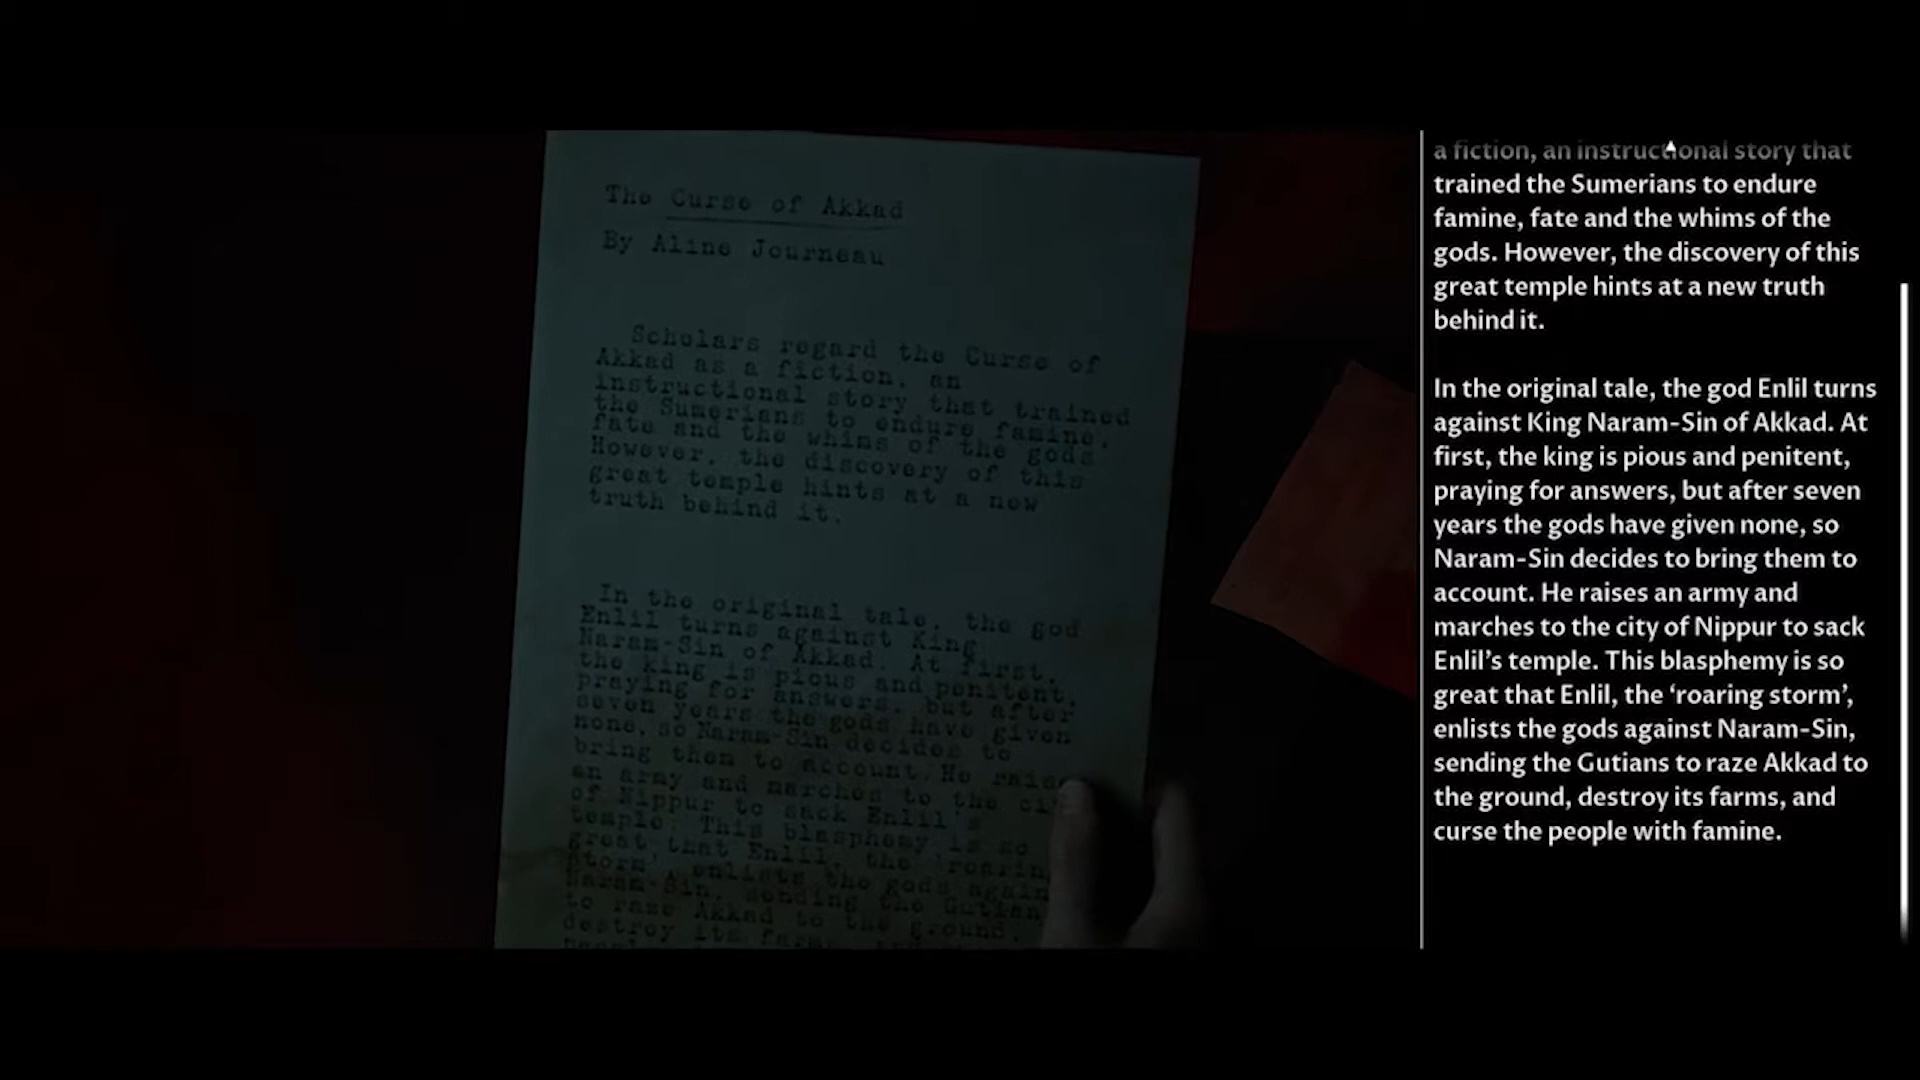 The Curse of Akkad
By Aline Journeau
Scholars regard the Curse of
Akkad as a fiction, an
instructional story that trained
the Sumerians to endure famine,
fate and the whims of the gods.
However, the discovery of this
great temple hints at a new
truth behind it.
In the original tale, the god
Enlil turns against King
Naram-Sin of Akkad. At first,
the king is pious and penitent,
praying for answers, but after
seven years the gods have given
none, so Naram-Sin decides to
bring them to account. He raise
an army and marches to the ci
of Nippur to sack Enlil's
temple. This blasphemy is so
great that Enlil, the 'roarin
storm', enlists the gods again
Naram-Sin, sending the Gutian
to raze Akkad to the ground,
destroy its farms,
a fiction, an instructional story that
trained the Sumerians to endure
famine, fate and the whims of the
gods. However, the discovery of this
great temple hints at a new truth
behind it.
In the original tale, the god Enlil turns
against King Naram-Sin of Akkad. At
first, the king is pious and penitent,
praying for answers, but after seven
years the gods have given none, so
Naram-Sin decides to bring them to
account. He raises an army and
marches to the city of Nippur to sack
Enlil's temple. This blasphemy is so
great that Enlil, the ‘roaring storm’,
enlists the gods against Naram-Sin,
sending the Gutians to raze Akkad to
the ground, destroy its farms, and
curse the people with famine.